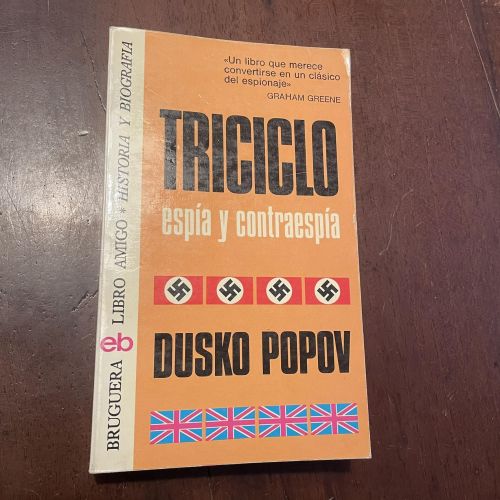 «Un libro que merece
convertirse en un clásico
del espionaje»
GRAHAM GREENE
TRICICLO
espía y contraespía
DUSKO POPOV
BRUGUERA eb LIBRO AMIGO * HISTORIA Y BIOGRAFIA